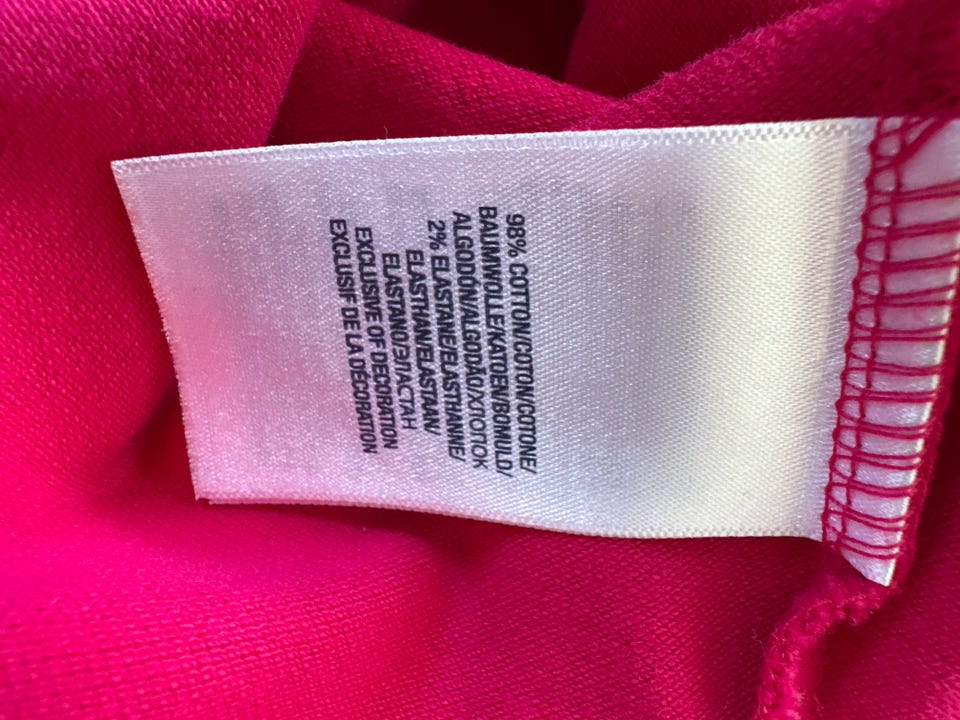 98% COTTON/COTON/COTONE/
BAUMWOLLE/KATOEN/BOMULD/
ALGODÓN/ALGODÃO/ХЛОПОК
2% ELASTANE/ELASTHANNE/
ELASTHAN/ELASTAAN/
ELASTANO/ЭЛАСТАН
EXCLUSIVE OF DECORATION
EXCLUSIF DE LA DÉCORATION